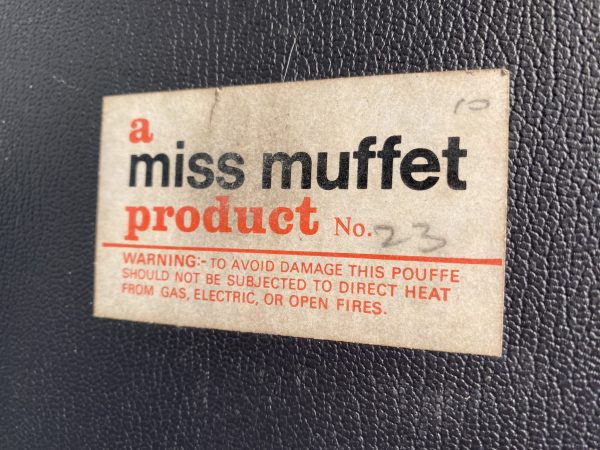 10
a
miss muffet
product No. 23
WARNING:- TO AVOID DAMAGE THIS POUFFE
SHOULD NOT BE SUBJECTED TO DIRECT HEAT
FROM GAS, ELECTRIC, OR OPEN FIRES.